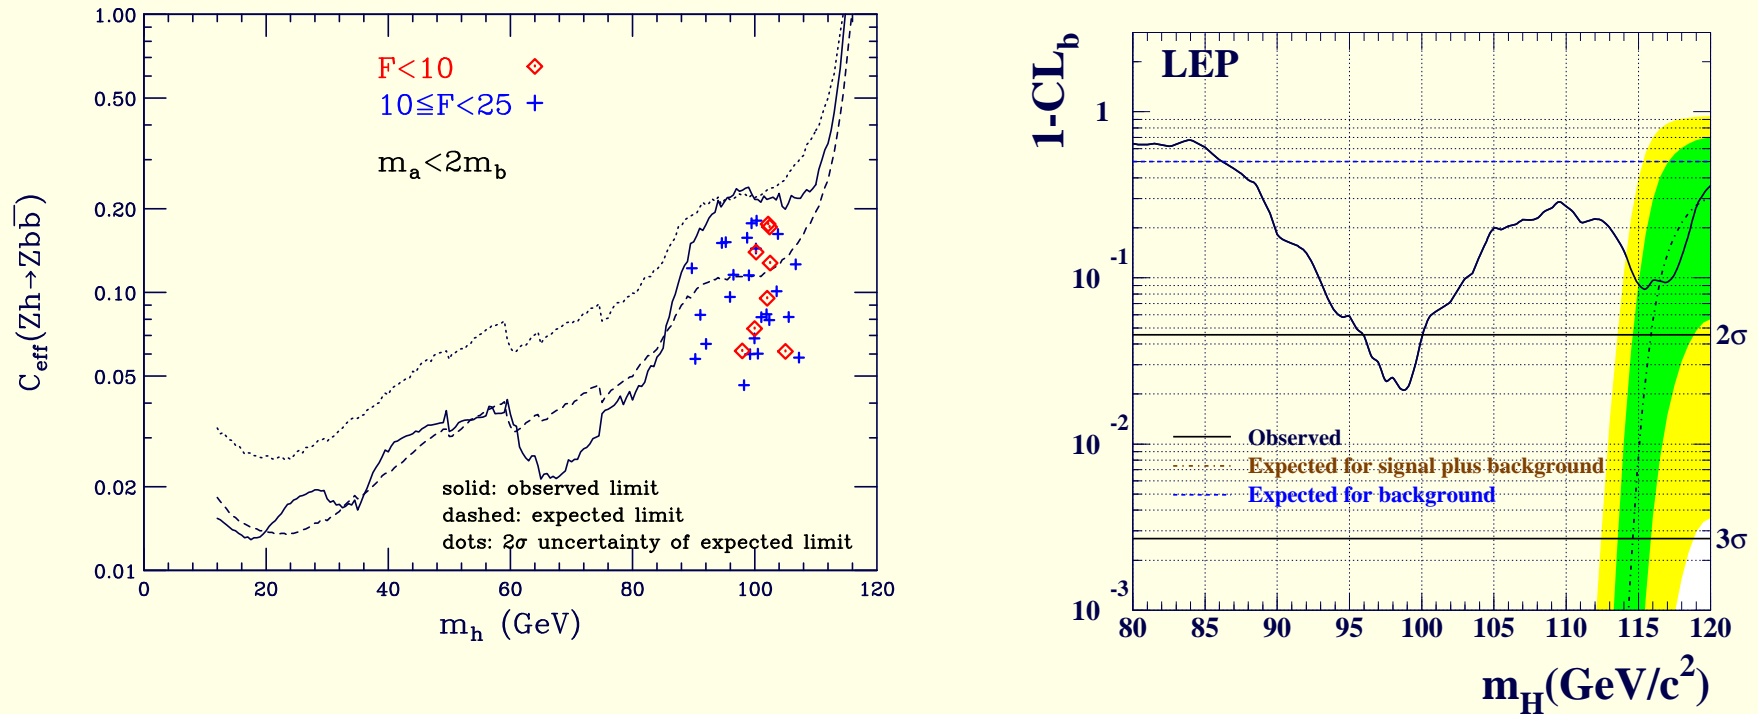 1.00
0.50
0.20
0.10
0.05
0.02
0.01
C_eff(Zh→Zbb̅)
F<10
10≦F<25
m_a<2m_b
solid: observed limit
dashed: expected limit
dots: 2σ uncertainty of expected limit
0 20 40 60 80 100 120
m_h (GeV)
1-CL_b
LEP
1
10^-1
10^-2
10^-3
2σ
3σ
Observed
Expected for signal plus background
Expected for background
80 85 90 95 100 105 110 115 120
m_H(GeV/c^2)